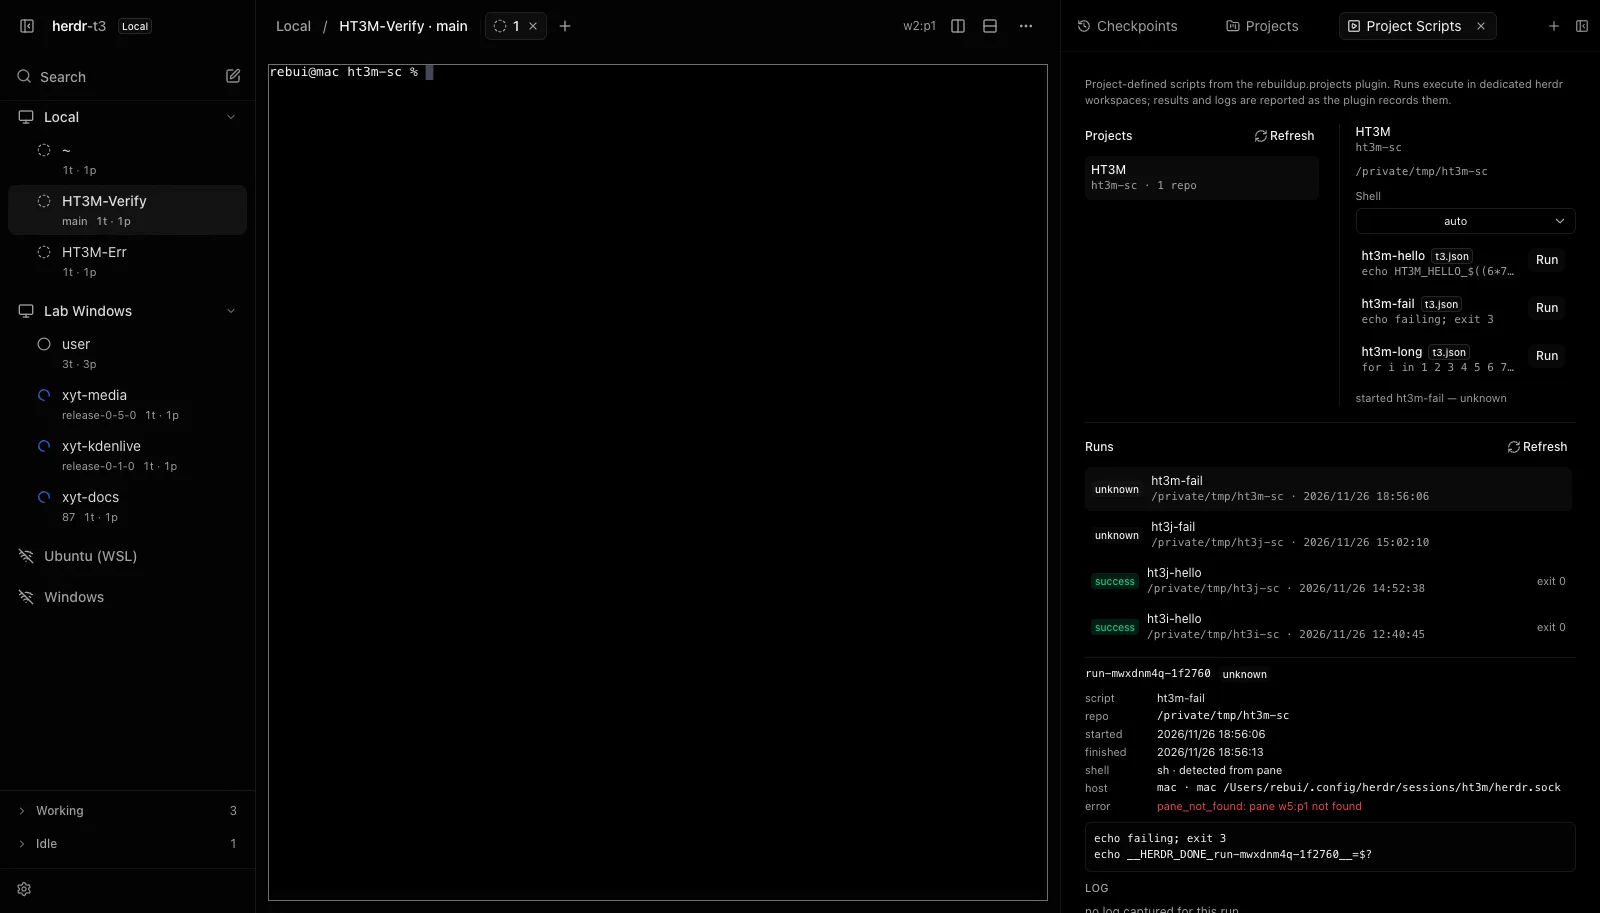 herdr-t3 Local
Search
Local
~
1t · 1p
HT3M-Verify
main 1t · 1p
HT3M-Err
1t · 1p
Lab Windows
user
3t · 3p
xyt-media
release-0-5-0 1t · 1p
xyt-kdenlive
release-0-1-0 1t · 1p
xyt-docs
87 1t · 1p
Ubuntu (WSL)
Windows
Working 3
Idle 1
Local / HT3M-Verify · main 1 × +
w2:p1
rebui@mac ht3m-sc %
Checkpoints Projects Project Scripts × +
Project-defined scripts from the rebuildup.projects plugin. Runs execute in dedicated herdr
workspaces; results and logs are reported as the plugin records them.
Projects Refresh
HT3M
ht3m-sc · 1 repo
HT3M
ht3m-sc
/private/tmp/ht3m-sc
Shell
auto
ht3m-hello t3.json
echo HT3M_HELLO_$((6*7…
Run
ht3m-fail t3.json
echo failing; exit 3
Run
ht3m-long t3.json
for i in 1 2 3 4 5 6 7…
Run
started ht3m-fail — unknown
Runs Refresh
unknown ht3m-fail
/private/tmp/ht3m-sc · 2026/11/26 18:56:06
unknown ht3j-fail
/private/tmp/ht3j-sc · 2026/11/26 15:02:10
success ht3j-hello
/private/tmp/ht3j-sc · 2026/11/26 14:52:38
exit 0
success ht3i-hello
/private/tmp/ht3i-sc · 2026/11/26 12:40:45
exit 0
run-mwxdnm4q-1f2760 unknown
script ht3m-fail
repo /private/tmp/ht3m-sc
started 2026/11/26 18:56:06
finished 2026/11/26 18:56:13
shell sh · detected from pane
host mac · mac /Users/rebui/.config/herdr/sessions/ht3m/herdr.sock
error pane_not_found: pane w5:p1 not found
echo failing; exit 3
echo __HERDR_DONE_run-mwxdnm4q-1f2760__=$?
LOG
no log captured for this run